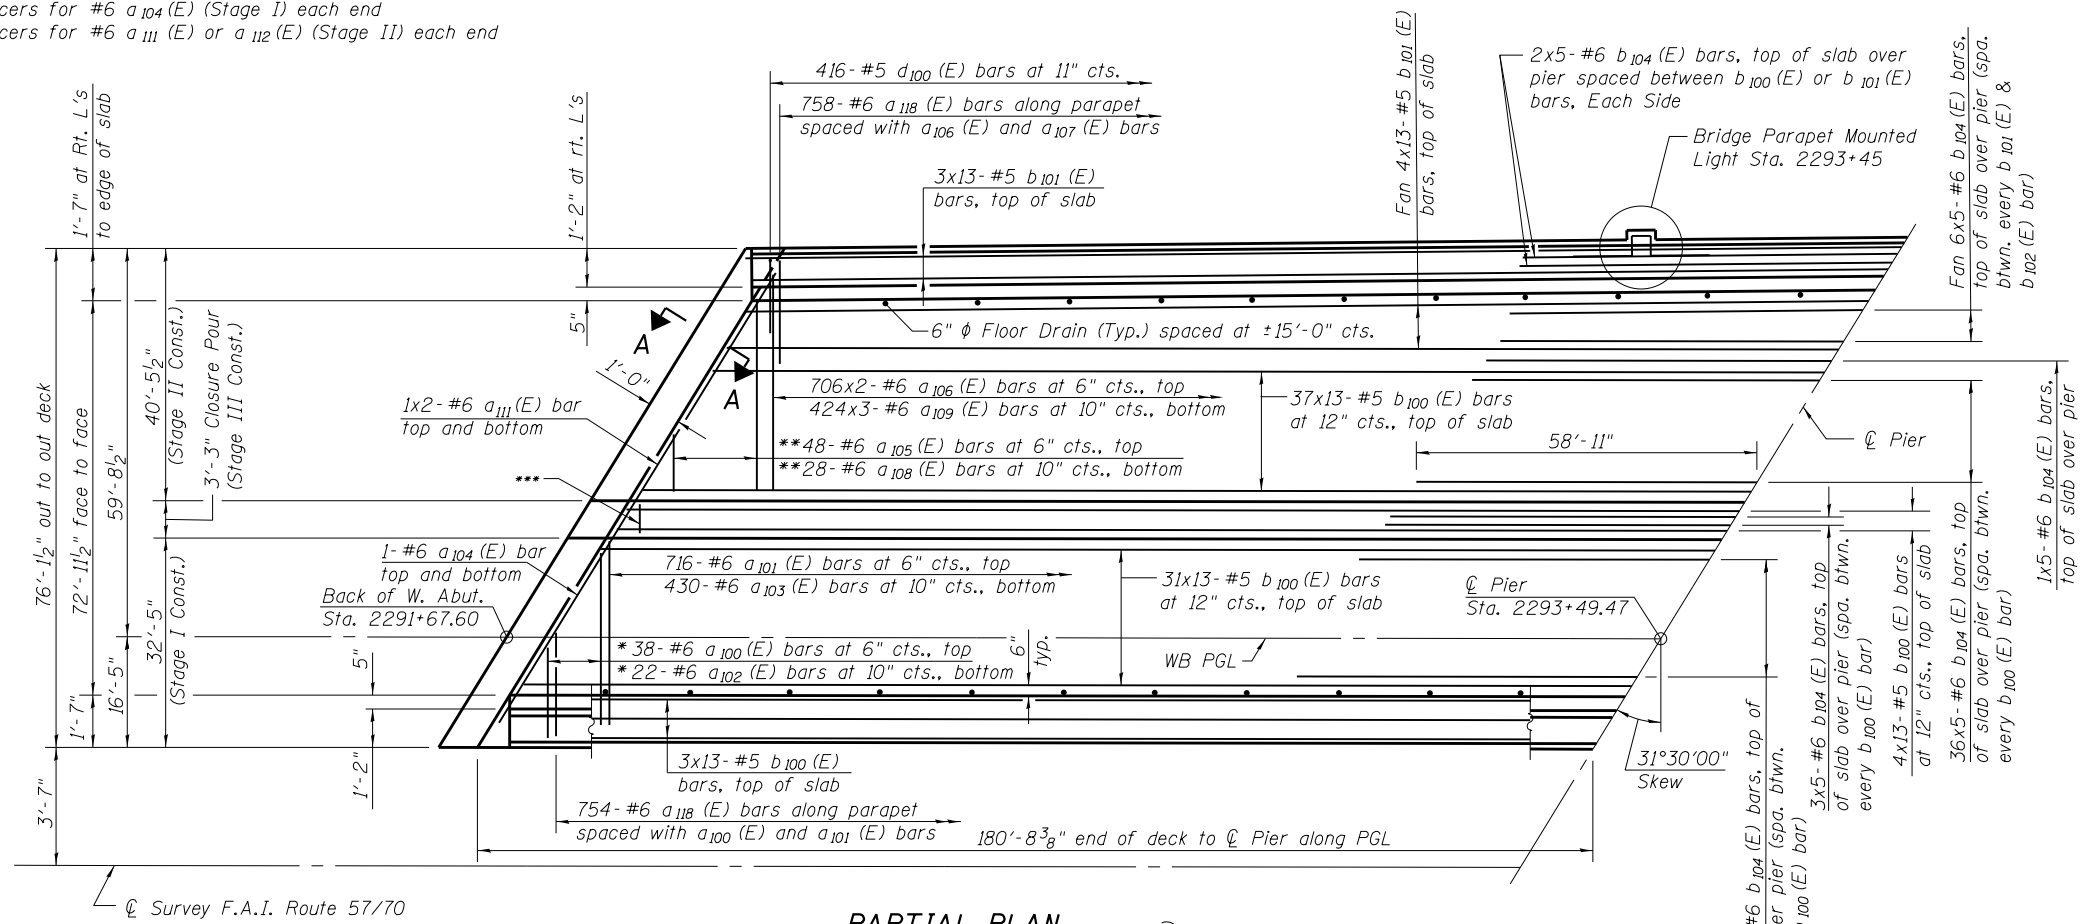 cers for #6 a104(E) (Stage I) each end
cers for #6 a111 (E) or a112 (E) (Stage II) each end
1'-7" at Rt. L's
to edge of slab
1'-2" at rt. L's
5"
416- #5 d100 (E) bars at 11" cts.
758- #6 a118 (E) bars along parapet
spaced with a106 (E) and a107 (E) bars
3x13- #5 b101 (E)
bars, top of slab
Fan 4x13- #5 b101 (E)
bars, top of slab
2x5- #6 b104 (E) bars, top of slab over
pier spaced between b100 (E) or b101 (E)
bars, Each Side
Bridge Parapet Mounted
Light Sta. 2293+45
Fan 6x5- #6 b104 (E) bars,
top of slab over pier (spa.
btwn. every b101 (E) &
b102 (E) bar)
6" ϕ Floor Drain (Typ.) spaced at ±15'-0" cts.
A
A
1'-0"
76'-1½" out to out deck
72'-11½" face to face
59'-8½"
40'-5½"
(Stage II Const.)
3'-3" Closure Pour
(Stage III Const.)
1x2- #6 a111(E) bar
top and bottom
706x2- #6 a106 (E) bars at 6" cts., top
424x3- #6 a109 (E) bars at 10" cts., bottom
37x13- #5 b100 (E) bars
at 12" cts., top of slab
**48- #6 a105 (E) bars at 6" cts., top
**28- #6 a108 (E) bars at 10" cts., bottom
58'-11"
℄ Pier
***
1x5- #6 b104 (E) bars,
top of slab over pier
1- #6 a104 (E) bar
top and bottom
716- #6 a101 (E) bars at 6" cts., top
430- #6 a103 (E) bars at 10" cts., bottom
31x13- #5 b100 (E) bars
at 12" cts., top of slab
℄ Pier
Sta. 2293+49.47
Back of W. Abut.
Sta. 2291+67.60
32'-5"
(Stage I Const.)
16'-5"
1'-7"
5"
1'-2"
* 38- #6 a100 (E) bars at 6" cts., top
* 22- #6 a102 (E) bars at 10" cts., bottom
6"
typ.
WB PGL
3x13- #5 b100 (E)
bars, top of slab
754- #6 a118 (E) bars along parapet
spaced with a100 (E) and a101 (E) bars
180'-8⅜" end of deck to ℄ Pier along PGL
31°30'00"
Skew
#6 b104 (E) bars, top of
er pier (spa. btwn.
100 (E) bar)
3x5- #6 b104 (E) bars, top
of slab over pier (spa. btwn.
every b100 (E) bar)
4x13- #5 b100 (E) bars
at 12" cts., top of slab
36x5- #6 b104 (E) bars, top
of slab over pier (spa. btwn.
every b100 (E) bar)
3'-7"
℄ Survey F.A.I. Route 57/70
PARTIAL PLAN